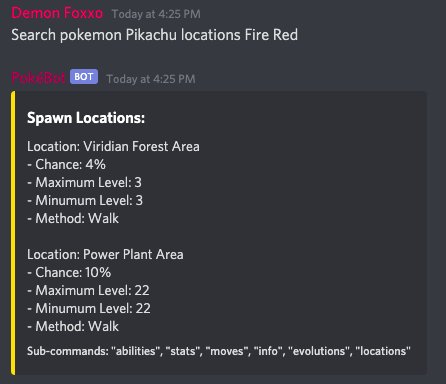 Demon Foxxo Today at 4:25 PM
Search pokemon Pikachu locations Fire Red
PokéBot BOT Today at 4:25 PM
Spawn Locations:
Location: Viridian Forest Area
- Chance: 4%
- Maximum Level: 3
- Minumum Level: 3
- Method: Walk
Location: Power Plant Area
- Chance: 10%
- Maximum Level: 22
- Minumum Level: 22
- Method: Walk
Sub-commands: "abilities", "stats", "moves", "info", "evolutions", "locations"